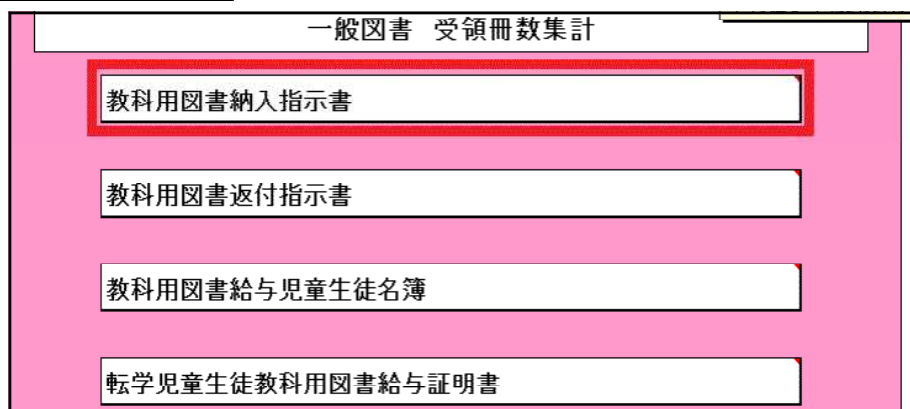 一般図書 受領冊数集計
教科用図書納入指示書
教科用図書返付指示書
教科用図書給与児童生徒名簿
転学児童生徒教科用図書給与証明書